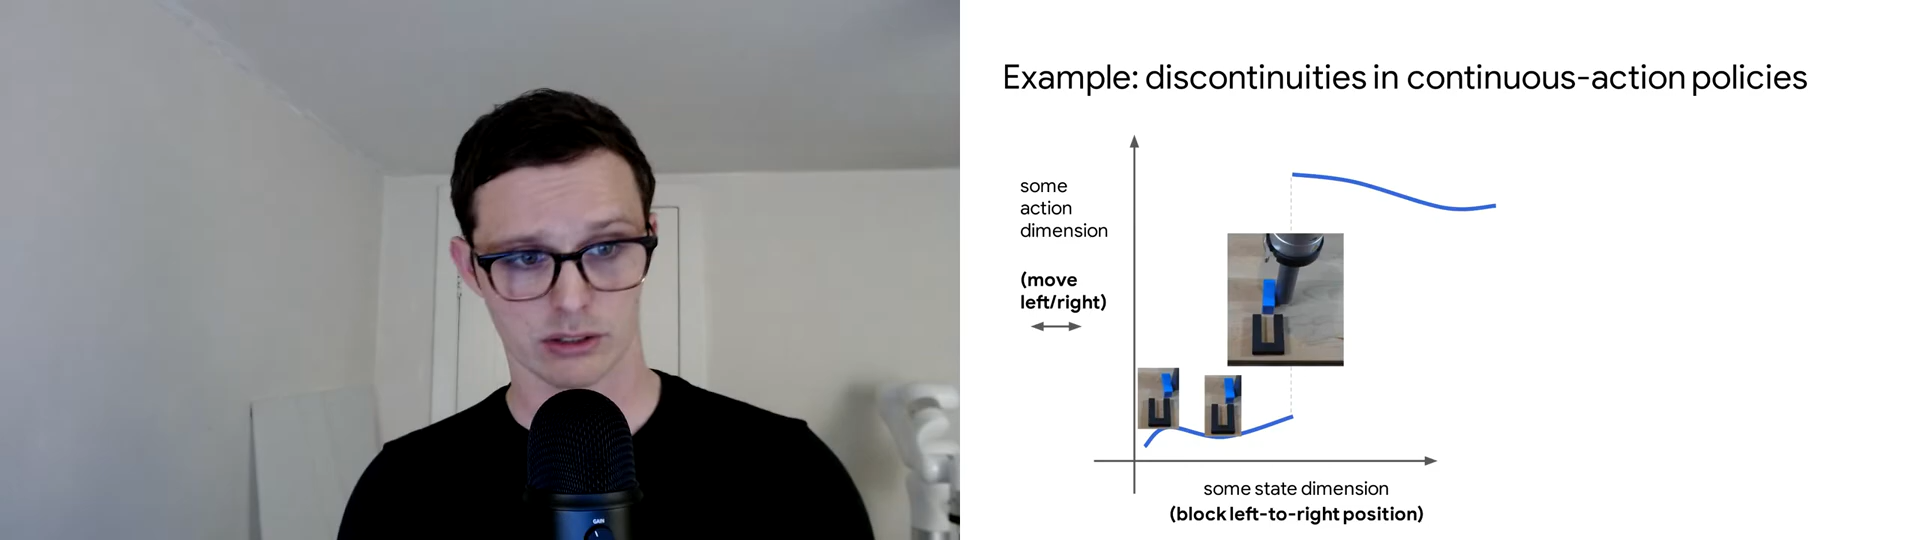 Example: discontinuities in continuous-action policies
some
action
dimension
(move
left/right)
some state dimension
(block left-to-right position)
GAIN